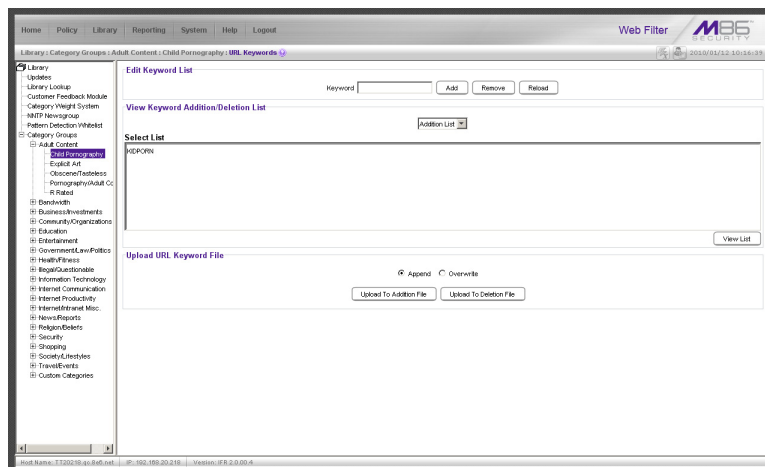 Home Policy Library Reporting System Help Logout
Web Filter
M86
SECURITY
Library : Category Groups : Adult Content : Child Pornography : URL Keywords
2010/01/12 10:16:39
Library
Updates
Library Lookup
Customer Feedback Module
Category Weight System
NNTP Newsgroup
Pattern Detection Whitelist
Category Groups
Adult Content
Child Pornography
Explicit Art
Obscene/Tasteless
Pornography/Adult Co
R Rated
Bandwidth
Business/Investments
Community/Organizations
Education
Entertainment
Government/Law/Politics
Health/Fitness
Illegal/Questionable
Information Technology
Internet Communication
Internet Productivity
Internet/Intranet Misc.
News/Reports
Religion/Beliefs
Security
Shopping
Society/Lifestyles
Travel/Events
Custom Categories
Edit Keyword List
Keyword Add Remove Reload
View Keyword Addition/Deletion List
Addition List
Select List
KIDPORN
View List
Upload URL Keyword File
Append Overwrite
Upload To Addition File Upload To Deletion File
Host Name: TT20218.qc.8e6.net IP: 192.168.20.218 Version: IFR 2.0.00.4